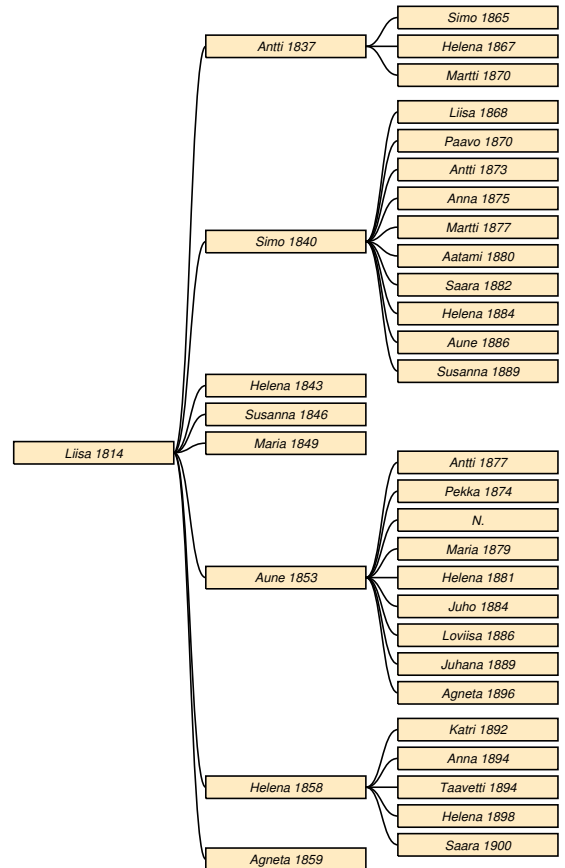 Liisa 1814
Antti 1837
Simo 1865
Helena 1867
Martti 1870
Simo 1840
Liisa 1868
Paavo 1870
Antti 1873
Anna 1875
Martti 1877
Aatami 1880
Saara 1882
Helena 1884
Aune 1886
Susanna 1889
Helena 1843
Susanna 1846
Maria 1849
Aune 1853
Antti 1877
Pekka 1874
N.
Maria 1879
Helena 1881
Juho 1884
Loviisa 1886
Juhana 1889
Agneta 1896
Helena 1858
Katri 1892
Anna 1894
Taavetti 1894
Helena 1898
Saara 1900
Agneta 1859